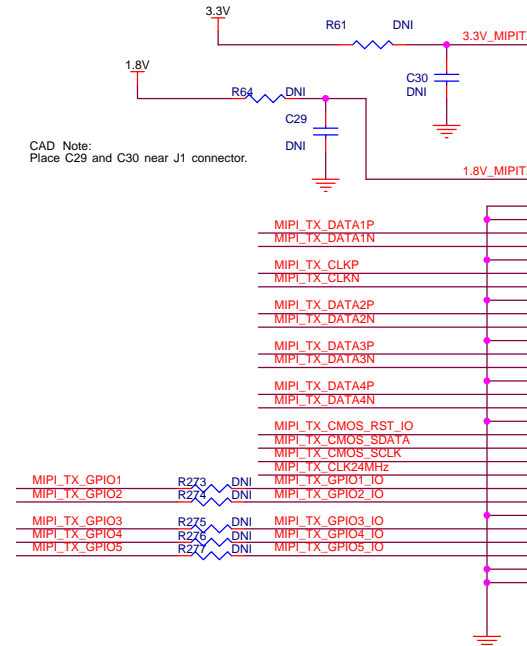 3.3V
R61 DNI
3.3V_MIPIT
1.8V
C30
DNI
R64 DNI
C29
DNI
CAD Note:
Place C29 and C30 near J1 connector.
1.8V_MIPIT
MIPI_TX_DATA1P
MIPI_TX_DATA1N
MIPI_TX_CLKP
MIPI_TX_CLKN
MIPI_TX_DATA2P
MIPI_TX_DATA2N
MIPI_TX_DATA3P
MIPI_TX_DATA3N
MIPI_TX_DATA4P
MIPI_TX_DATA4N
MIPI_TX_CMOS_RST_IO
MIPI_TX_CMOS_SDATA
MIPI_TX_CMOS_SCLK
MIPI_TX_CLK24MHz
MIPI_TX_GPIO1 R273 DNI MIPI_TX_GPIO1_IO
MIPI_TX_GPIO2 R274 DNI MIPI_TX_GPIO2_IO
MIPI_TX_GPIO3 R275 DNI MIPI_TX_GPIO3_IO
MIPI_TX_GPIO4 R276 DNI MIPI_TX_GPIO4_IO
MIPI_TX_GPIO5 R277 DNI MIPI_TX_GPIO5_IO